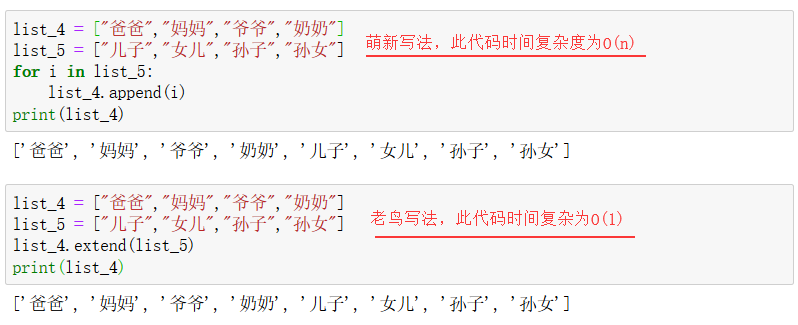 list_4 = ["爸爸","妈妈","爷爷","奶奶"]
list_5 = ["儿子","女儿","孙子","孙女"]
萌新写法，此代码时间复杂度为O(n)
for i in list_5:
    list_4.append(i)
print(list_4)
['爸爸', '妈妈', '爷爷', '奶奶', '儿子', '女儿', '孙子', '孙女']
list_4 = ["爸爸","妈妈","爷爷","奶奶"]
list_5 = ["儿子","女儿","孙子","孙女"]
老鸟写法，此代码时间复杂为O(1)
list_4.extend(list_5)
print(list_4)
['爸爸', '妈妈', '爷爷', '奶奶', '儿子', '女儿', '孙子', '孙女']